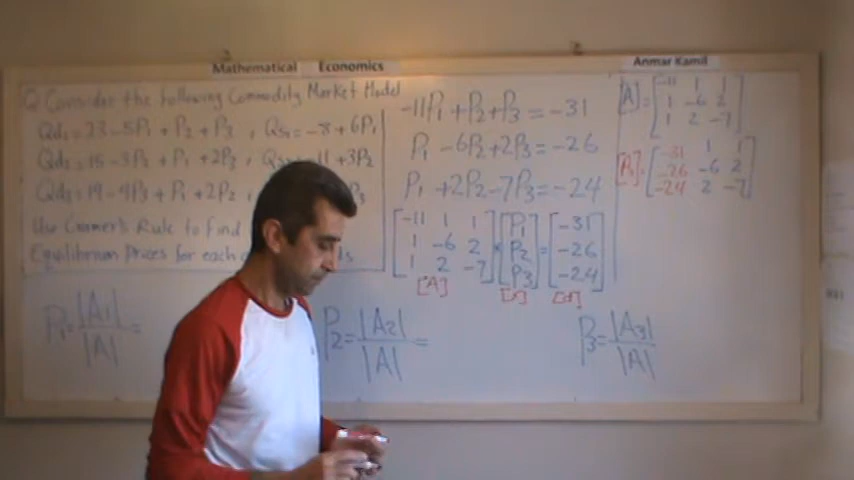 Mathematical Economics
Anmar Kamil
Q: Consider the following Commodity Market Model
Qd1 = 23 - 5P1 + P2 + P3 , Qs1 = -8 + 6P1
Qd2 = 15 - 3P2 + P1 + 2P3 , Qs2 = -11 + 3P2
Qd3 = 19 - 4P3 + P1 + 2P2 , P3
Use Cramer's Rule to Find
Equilibrium Prices for each
-11P1 + P2 + P3 = -31
P1 - 6P2 + 2P3 = -26
P1 + 2P2 - 7P3 = -24
[-11 1 1] [P1] [-31]
[1 -6 2] * [P2] = [-26]
[1 2 -7] [P3] [-24]
[A] [d]
[A] = [-11 1 1]
[1 -6 2]
[1 2 -7]
[-31 1 1]
[-26 -6 2]
[-24 2 -7]
P1 = |A1| / |A| =
P2 = |A2| / |A| =
P3 = |A3| / |A|